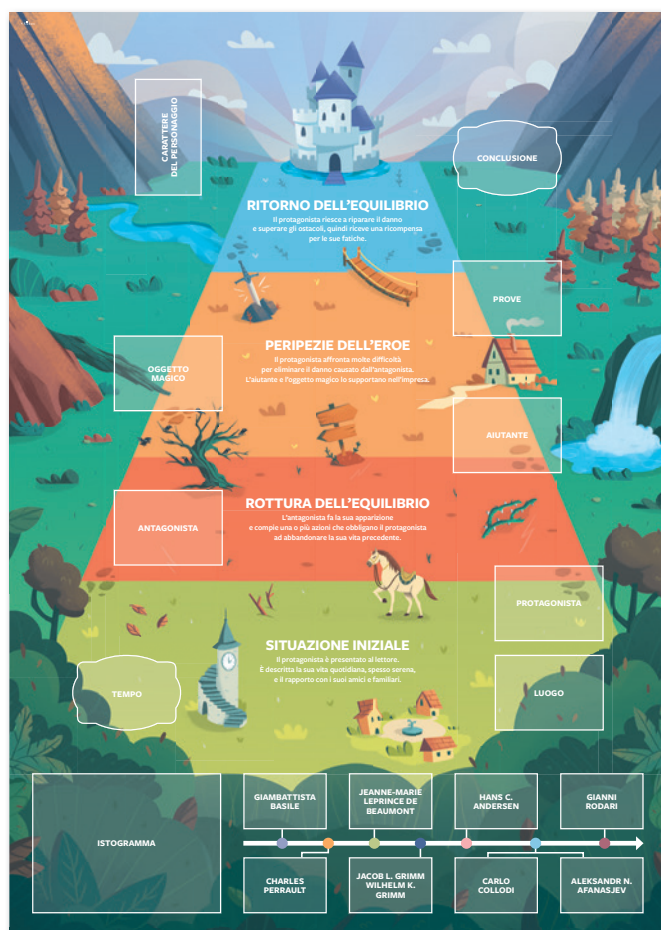 CARATTERE
DEL PERSONAGGIO
CONCLUSIONE
RITORNO DELL'EQUILIBRIO
Il protagonista riesce a riparare il danno
e superare gli ostacoli, quindi riceve una ricompensa
per le sue fatiche.
PROVE
PERIPEZIE DELL'EROE
Il protagonista affronta molte difficoltà
per eliminare il danno causato dall'antagonista.
L'aiutante e l'oggetto magico lo supportano nell'impresa.
OGGETTO
MAGICO
AIUTANTE
ROTTURA DELL'EQUILIBRIO
L'antagonista fa la sua apparizione
e compie una o più azioni che obbligano il protagonista
ad abbandonare la sua vita precedente.
ANTAGONISTA
PROTAGONISTA
SITUAZIONE INIZIALE
Il protagonista è presentato al lettore.
È descritta la sua vita quotidiana, spesso serena,
e il rapporto con i suoi amici e familiari.
TEMPO
LUOGO
ISTOGRAMMA
GIAMBATTISTA
BASILE
JEANNE-MARIE
LEPRINCE DE
BEAUMONT
HANS C.
ANDERSEN
GIANNI
RODARI
CHARLES
PERRAULT
JACOB L. GRIMM
WILHELM K.
GRIMM
CARLO
COLLODI
ALEKSANDR N.
AFANASJEV